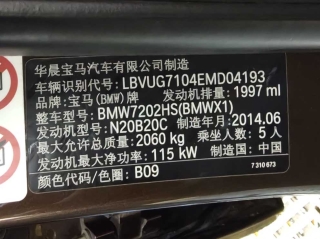 华晨宝马汽车有限公司制造
车辆识别代号: LBVUG7104EMD04193
品牌: 宝马(BMW)牌 发动机排量: 1997 ml
整车型号: BMW7202HS(BMWX1)
发动机型号: N20B20C 制造年月: 2014.06
最大允许总质量: 2060 kg 乘坐人数: 5 人
发动机最大净功率: 115 kW 制造国: 中国
颜色代码/色圈: B09
7 310 673